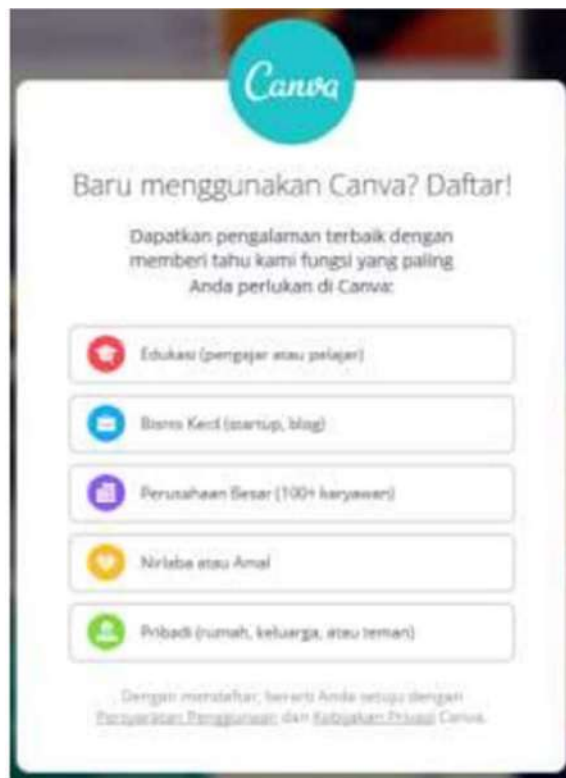 Canva
Baru menggunakan Canva? Daftar!
Dapatkan pengalaman terbaik dengan
memberi tahu kami fungsi yang paling
Anda perlukan di Canva:
Edukasi (pengajar atau pelajar)
Bisnis Kecil (startup, blog)
Perusahaan Besar (100+ karyawan)
Nirlaba atau Amal
Pribadi (rumah, keluarga, atau teman)
Dengan mendaftar, berarti Anda setuju dengan
Persyaratan Penggunaan dan Kebijakan Privasi Canva.